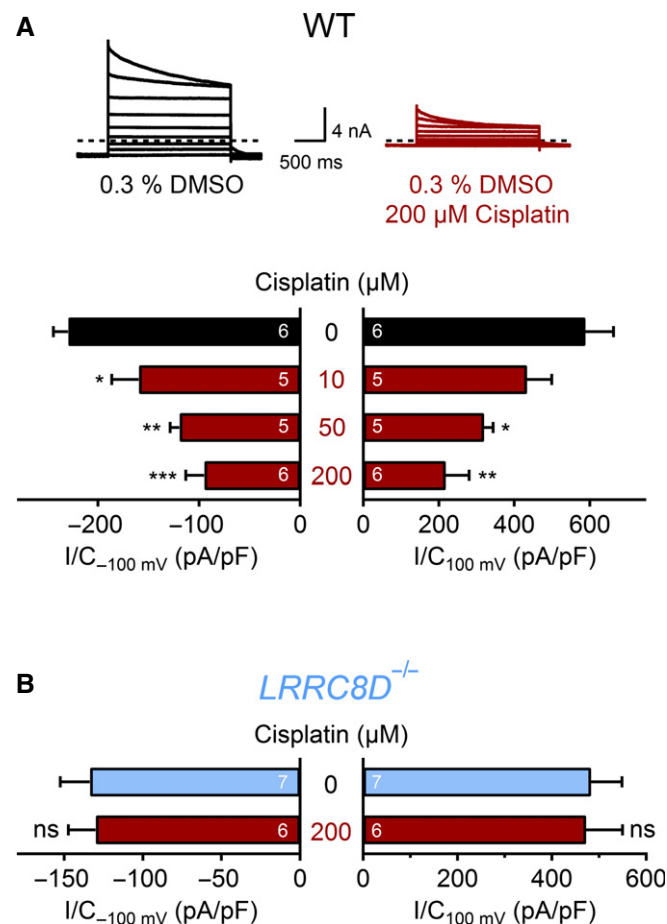 A
WT
4 nA
500 ms
0.3 % DMSO
0.3 % DMSO
200 µM Cisplatin
Cisplatin (µM)
6 0 6
* 5 10 5
** 5 50 5 *
*** 6 200 6 **
−200 −100 0 0 200 400 600
I/C−100 mV (pA/pF) I/C100 mV (pA/pF)
B
LRRC8D−/−
Cisplatin (µM)
7 0 7
ns 6 200 6 ns
−150 −100 −50 0 0 200 400 600
I/C−100 mV (pA/pF) I/C100 mV (pA/pF)